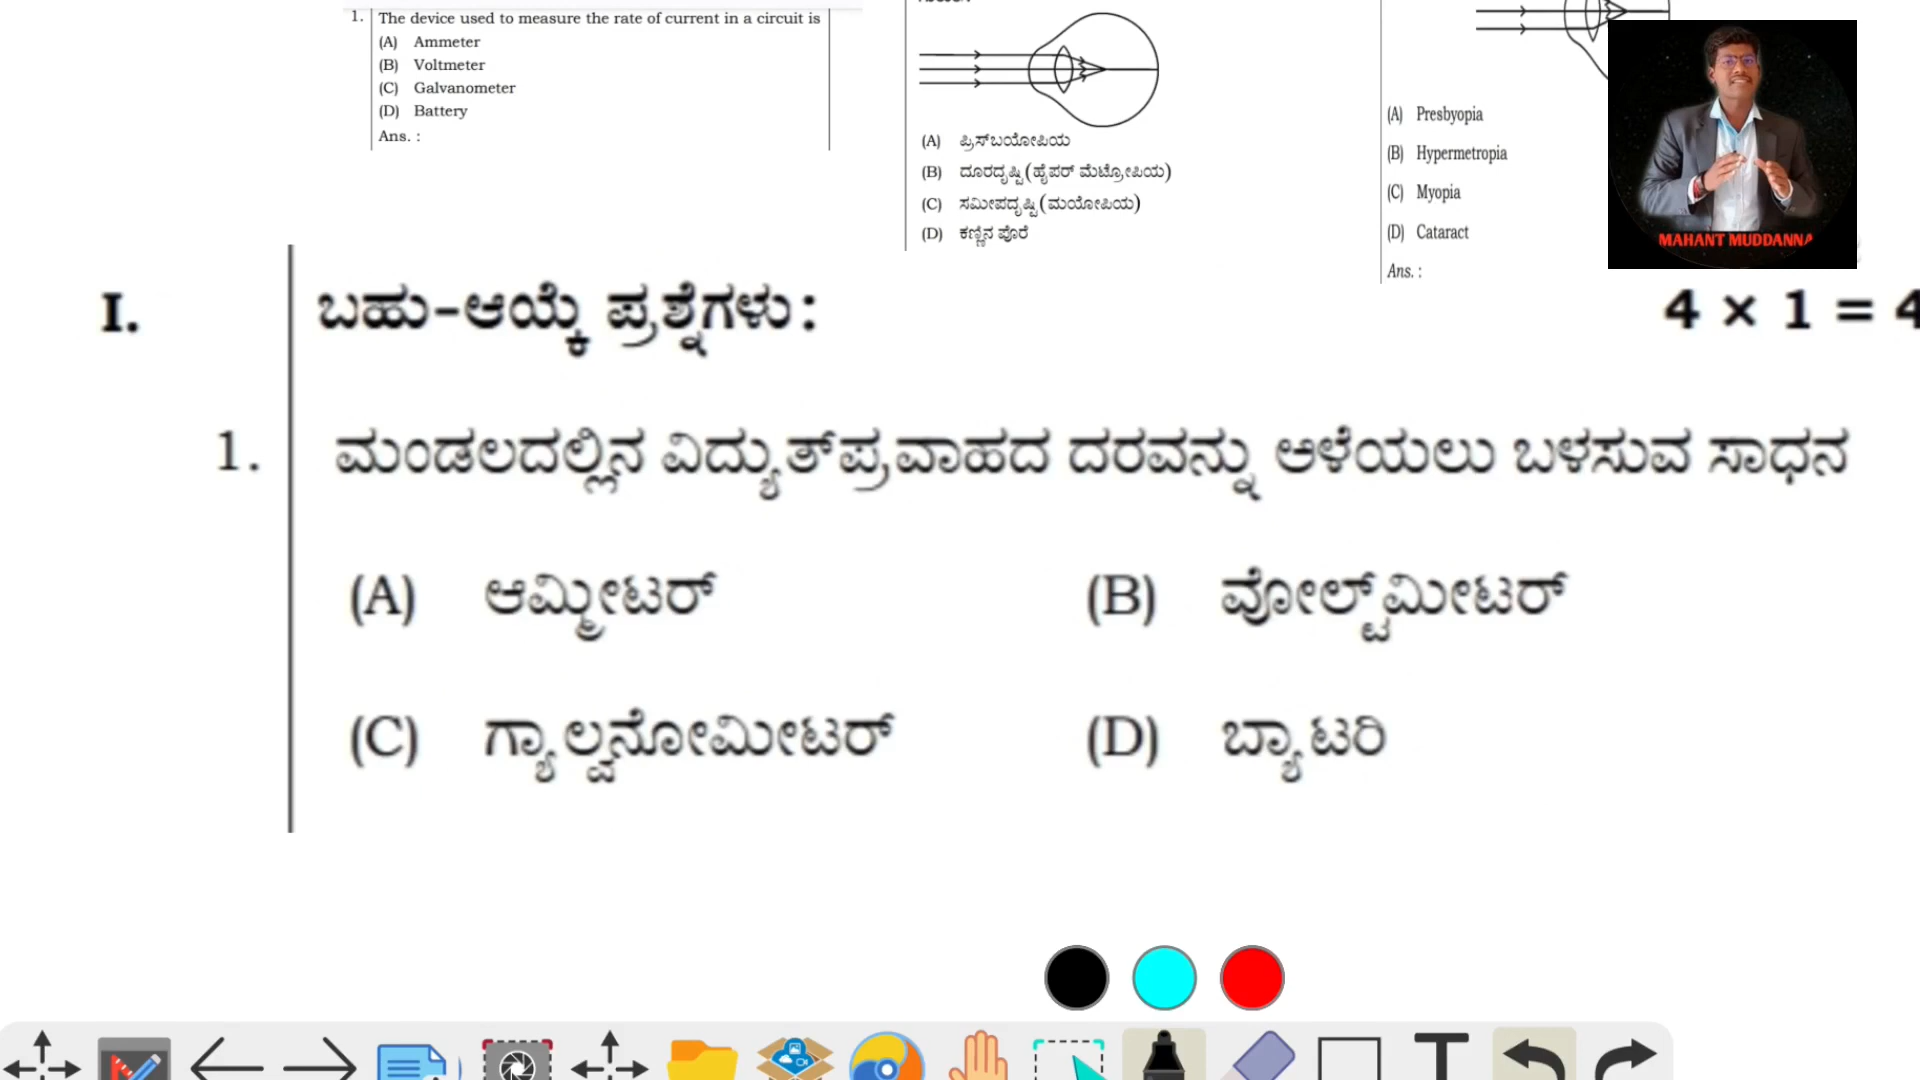 1. The device used to measure the rate of current in a circuit is
(A) Ammeter
(B) Voltmeter
(C) Galvanometer
(D) Battery
Ans. :
(A) ಪ್ರಿಸ್‌ಬಯೋಪಿಯ
(B) ದೂರದೃಷ್ಟಿ (ಹೈಪರ್ ಮೆಟ್ರೋಪಿಯ)
(C) ಸಮೀಪದೃಷ್ಟಿ (ಮಯೋಪಿಯ)
(D) ಕಣ್ಣಿನ ಪೊರೆ
(A) Presbyopia
(B) Hypermetropia
(C) Myopia
(D) Cataract
Ans. :
MAHANT MUDDANNA
I. ಬಹು-ಆಯ್ಕೆ ಪ್ರಶ್ನೆಗಳು: 4 × 1 = 4
1. ಮಂಡಲದಲ್ಲಿನ ವಿದ್ಯುತ್‌ಪ್ರವಾಹದ ದರವನ್ನು ಅಳೆಯಲು ಬಳಸುವ ಸಾಧನ
(A) ಆಮ್ಮೀಟರ್ (B) ವೋಲ್ಟ್‌ಮೀಟರ್
(C) ಗ್ಯಾಲ್ವನೋಮೀಟರ್ (D) ಬ್ಯಾಟರಿ